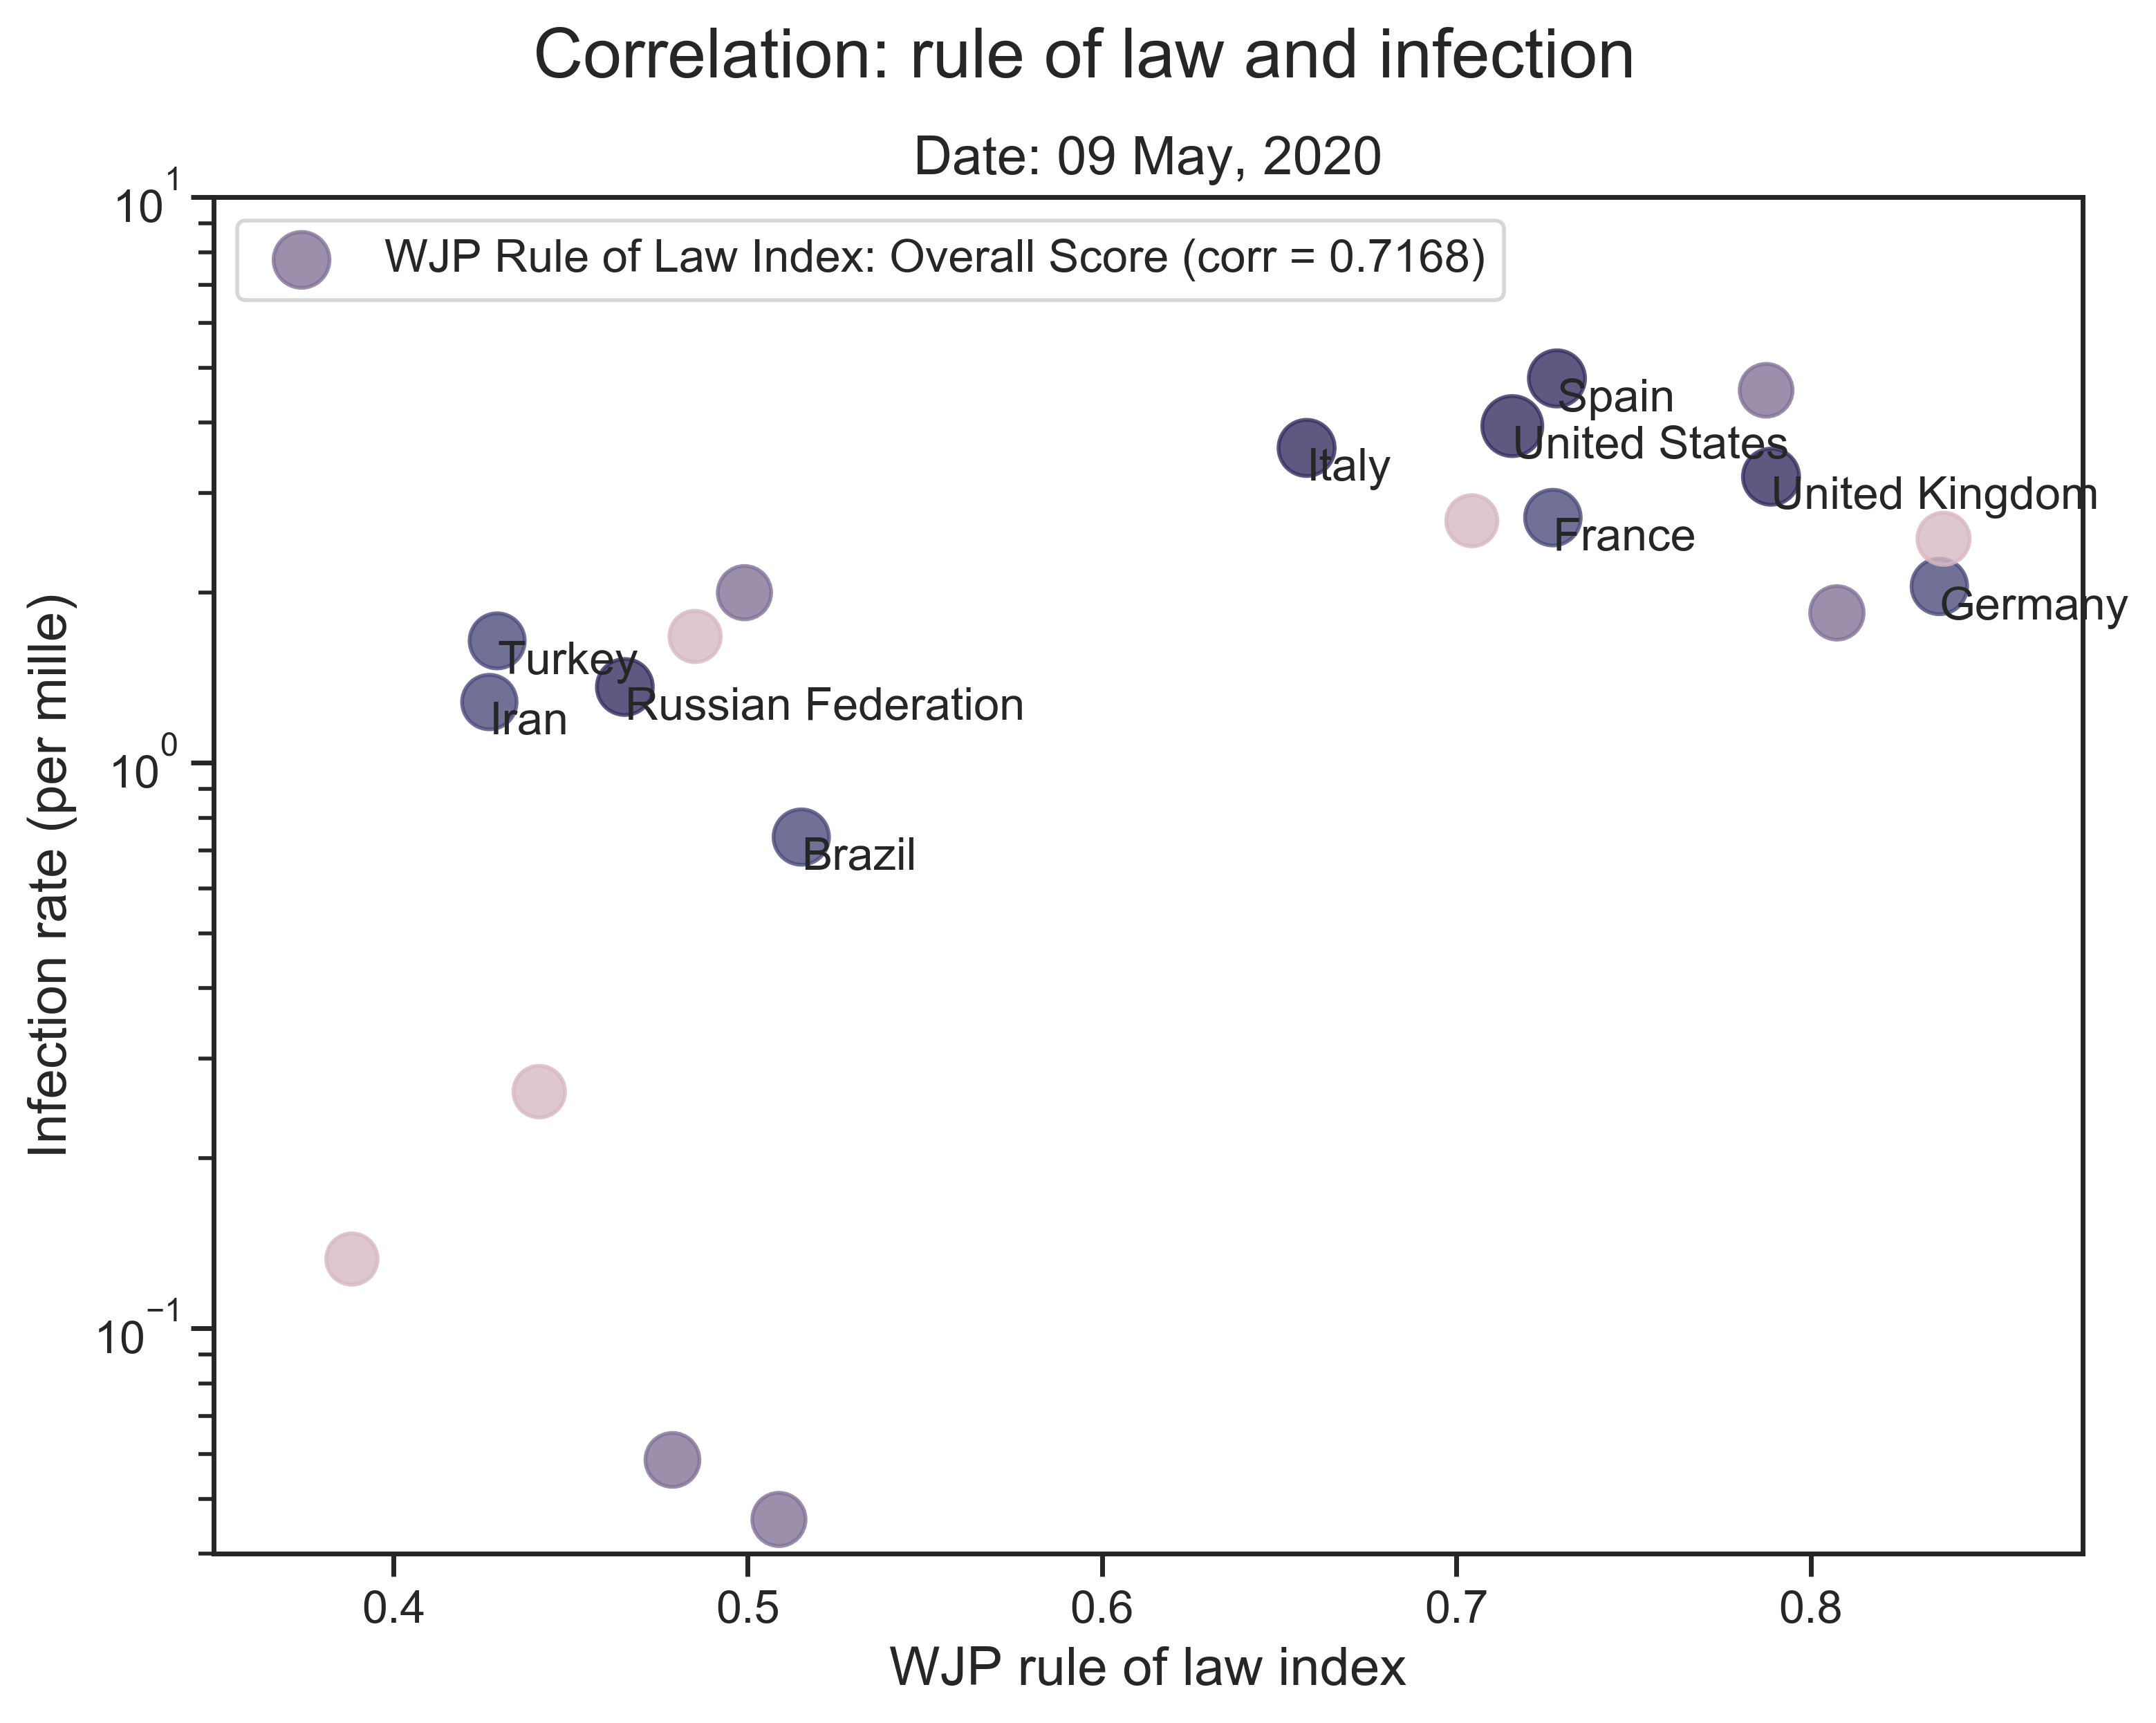 Correlation: rule of law and infection
Date: 09 May, 2020
10^1
WJP Rule of Law Index: Overall Score (corr = 0.7168)
Spain
United States
Italy
United Kingdom
France
Germany
Turkey
Russian Federation
Iran
10^0
Brazil
Infection rate (per mille)
10^−1
0.4 0.5 0.6 0.7 0.8
WJP rule of law index